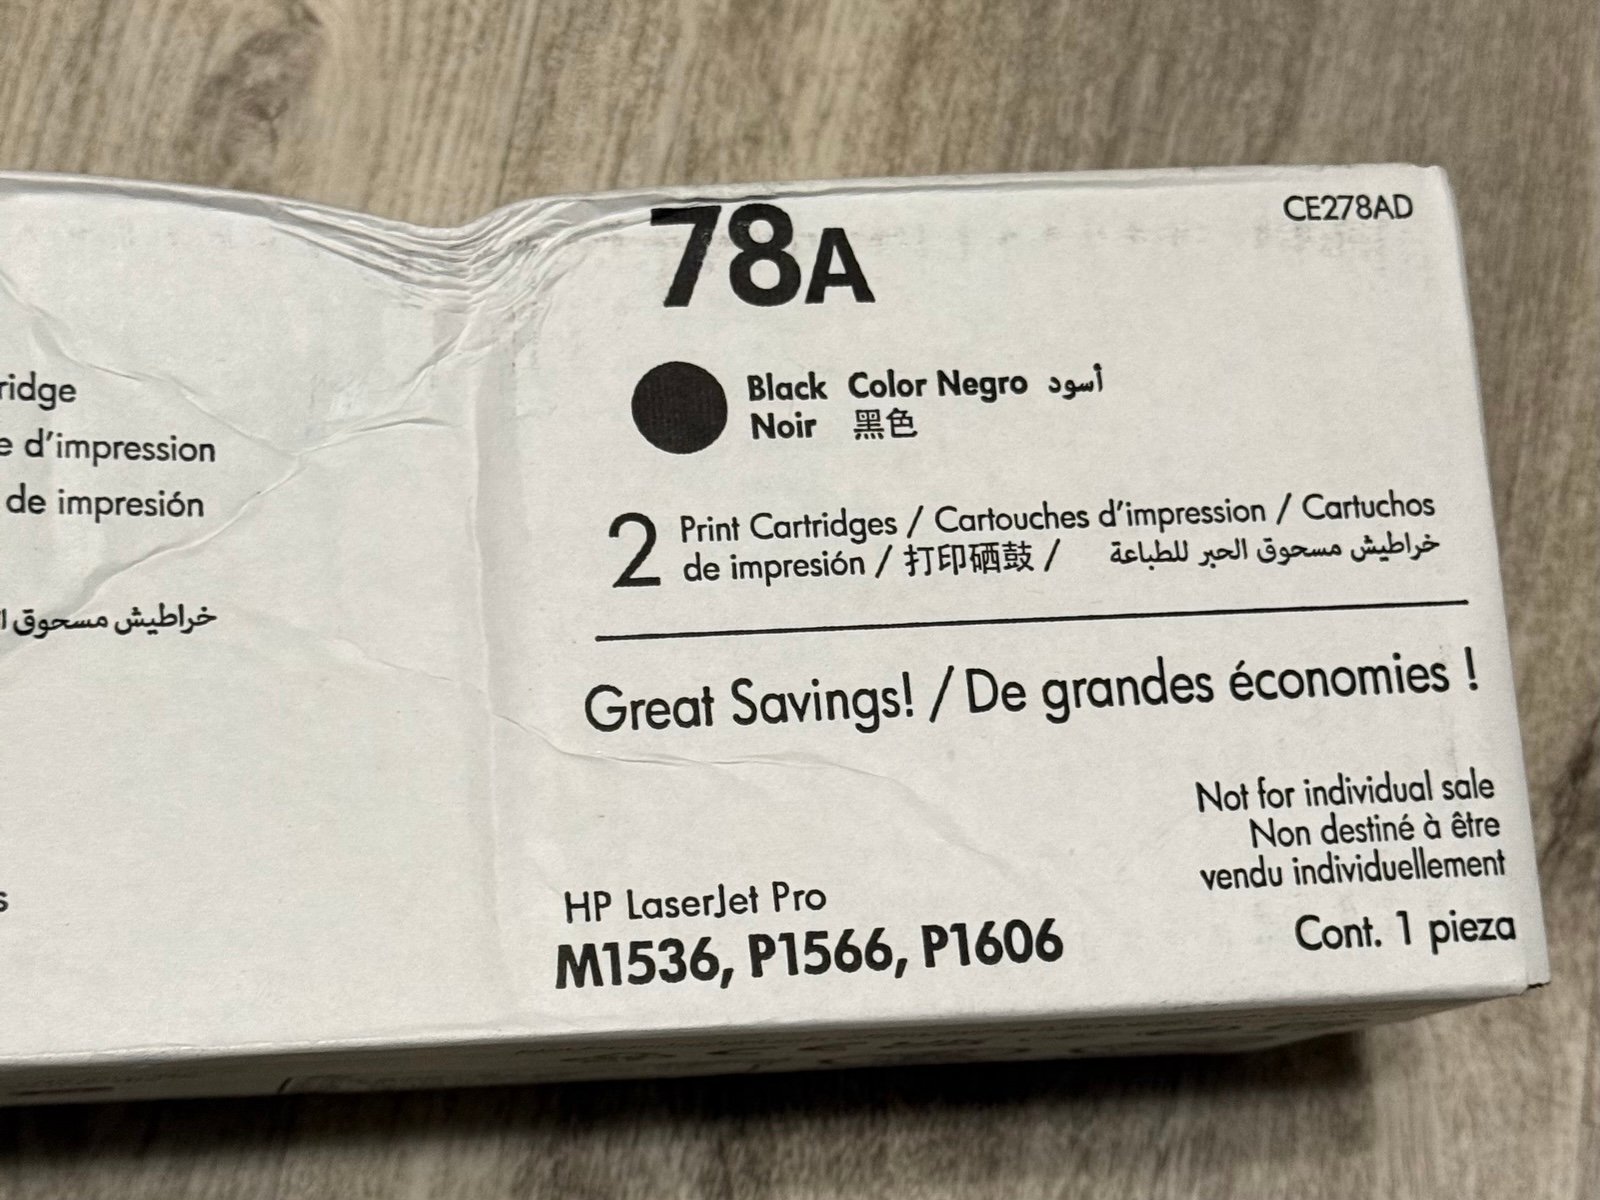 78A
CE278AD
Black Color Negro أسود
Noir 黑色
2 Print Cartridges / Cartouches d'impression / Cartuchos
de impresión / 打印硒鼓 / خراطيش مسحوق الحبر للطباعة
Great Savings! / De grandes économies !
Not for individual sale
Non destiné à être
vendu individuellement
Cont. 1 pieza
HP LaserJet Pro
M1536, P1566, P1606
d'impression
de impresión
خراطيش مسحوق